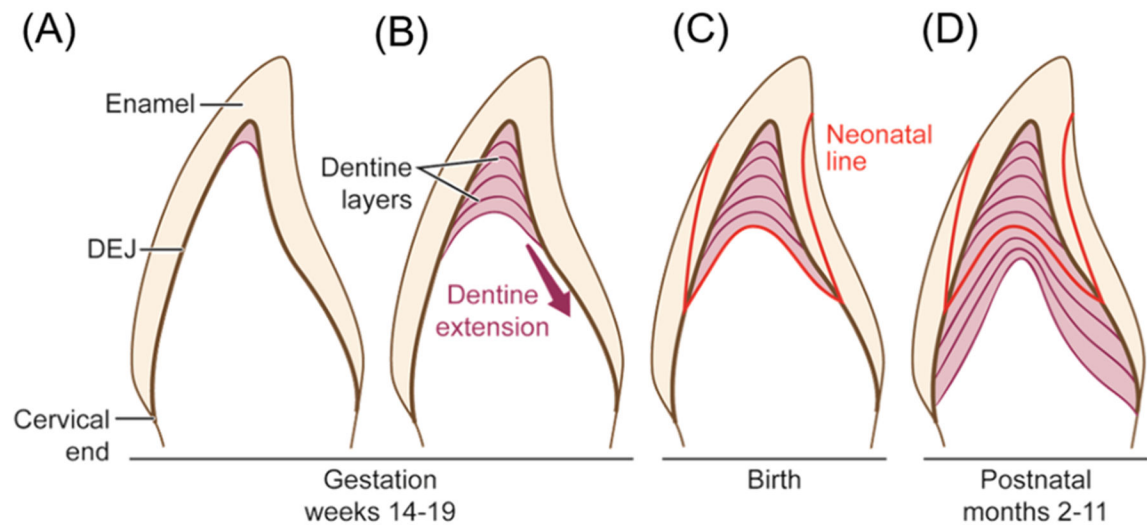 (A)
(B)
(C)
(D)
Enamel
Neonatal
line
Dentine
layers
DEJ
Dentine
extension
Cervical
end
Gestation
weeks 14-19
Birth
Postnatal
months 2-11